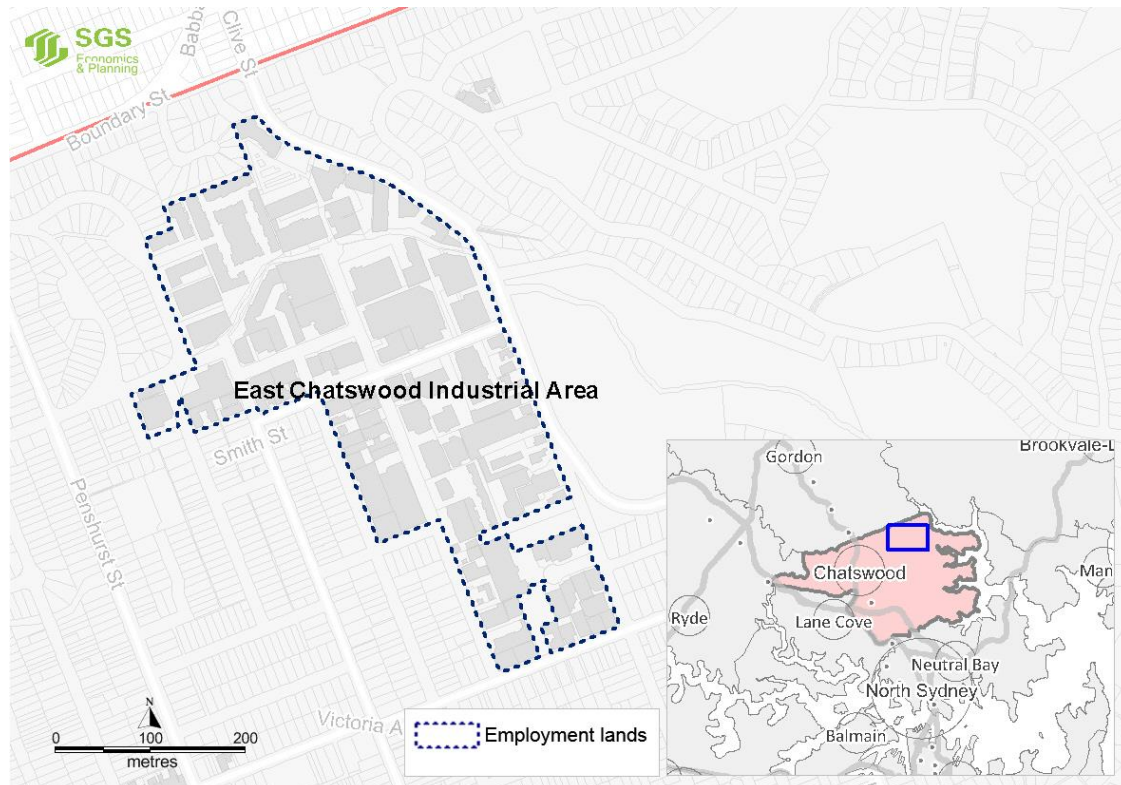 SGS
Economics
& Planning
Babba
Clive St
Boundary St
East Chatswood Industrial Area
Smith St
Penshurst St
Victoria A
N
0 100 200
metres
Employment lands
Gordon
Brookvale-D
Chatswood
Man
Ryde
Lane Cove
Neutral Bay
North Sydney
Balmain